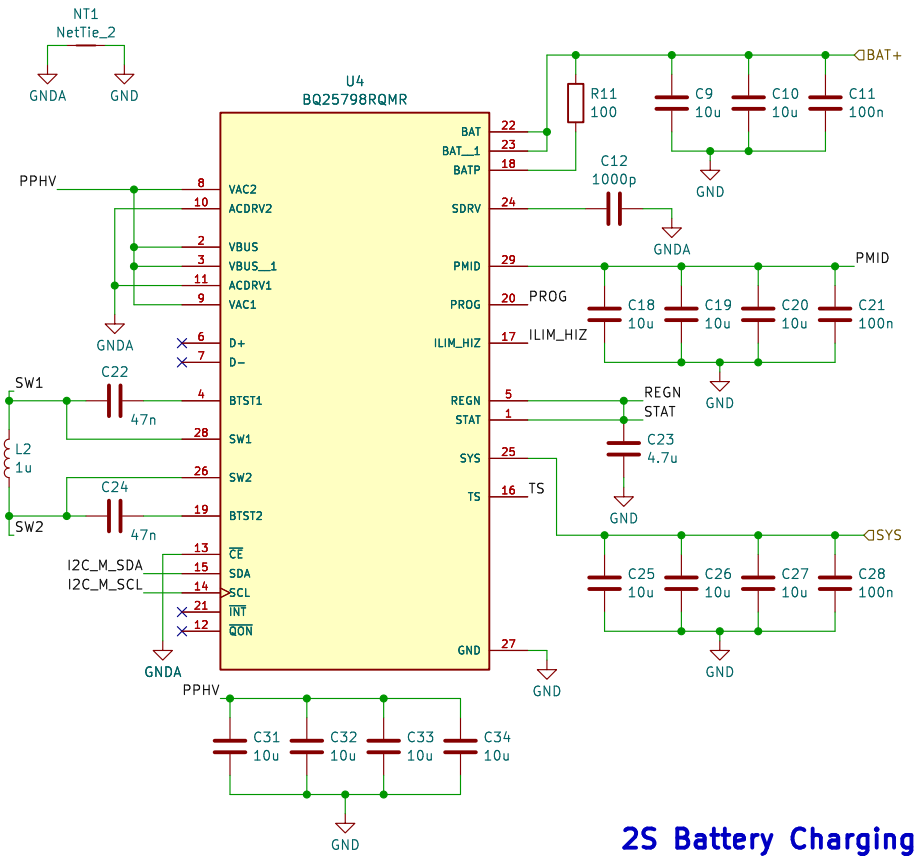 NT1
NetTie_2
GNDA
GND
U4
BQ25798RQMR
PPHV
8
VAC2
10
ACDRV2
2
VBUS
3
VBUS__1
11
ACDRV1
9
VAC1
GNDA
6
D+
7
D-
SW1
C22
47n
4
BTST1
28
SW1
L2
1u
26
SW2
C24
47n
19
BTST2
SW2
13
CE
I2C_M_SDA
15
SDA
I2C_M_SCL
14
SCL
21
INT
12
QON
GNDA
BAT
22
BAT__1
23
BATP
18
R11
100
BAT+
C9
10u
C10
10u
C11
100n
GND
SDRV
24
C12
1000p
GNDA
PMID
29
PMID
PROG
20
PROG
ILIM_HIZ
17
ILIM_HIZ
C18
10u
C19
10u
C20
10u
C21
100n
GND
REGN
5
REGN
STAT
1
STAT
C23
4.7u
GND
SYS
25
TS
16
TS
SYS
C25
10u
C26
10u
C27
10u
C28
100n
GND
GND
27
GND
PPHV
C31
10u
C32
10u
C33
10u
C34
10u
GND
2S Battery Charging